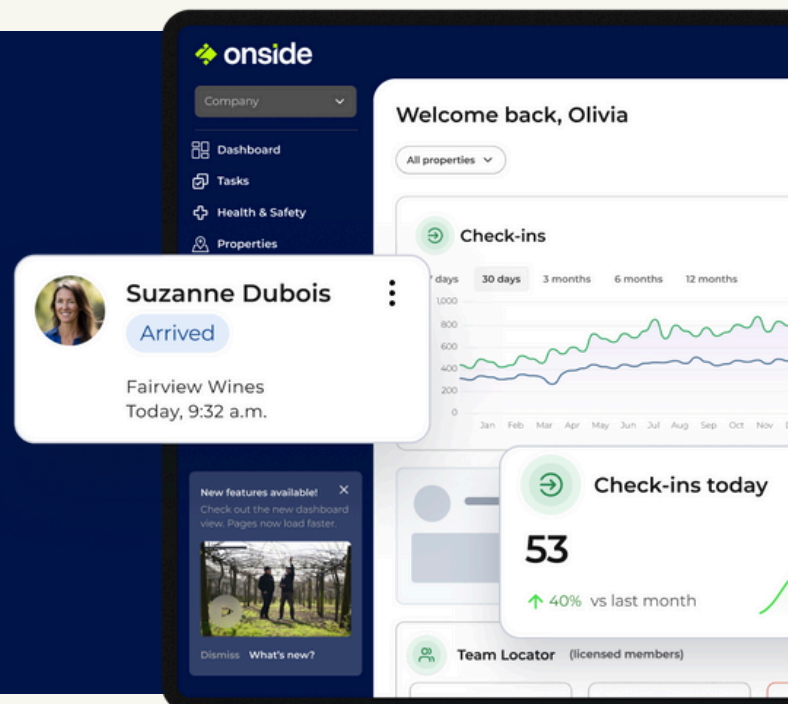 onside
Company
Dashboard
Tasks
Health & Safety
Properties
Welcome back, Olivia
All properties
Check-ins
days
30 days
3 months
6 months
12 months
1,000
800
600
400
200
0
Jan Feb Mar Apr May Jun Jul Aug Sep Oct Nov
Suzanne Dubois
Arrived
Fairview Wines
Today, 9:32 a.m.
New features available!
Check out the new dashboard
view. Pages now load faster.
Dismiss What's new?
Check-ins today
53
40% vs last month
Team Locator (licensed members)